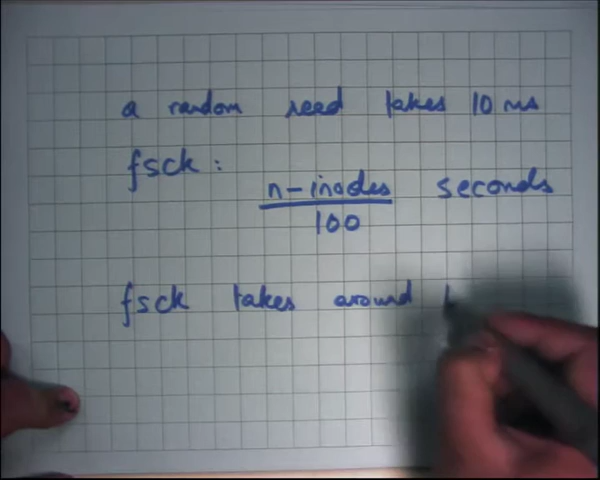 a random read takes 10 ms
fsck:
n-inodes seconds
100
fsck takes around